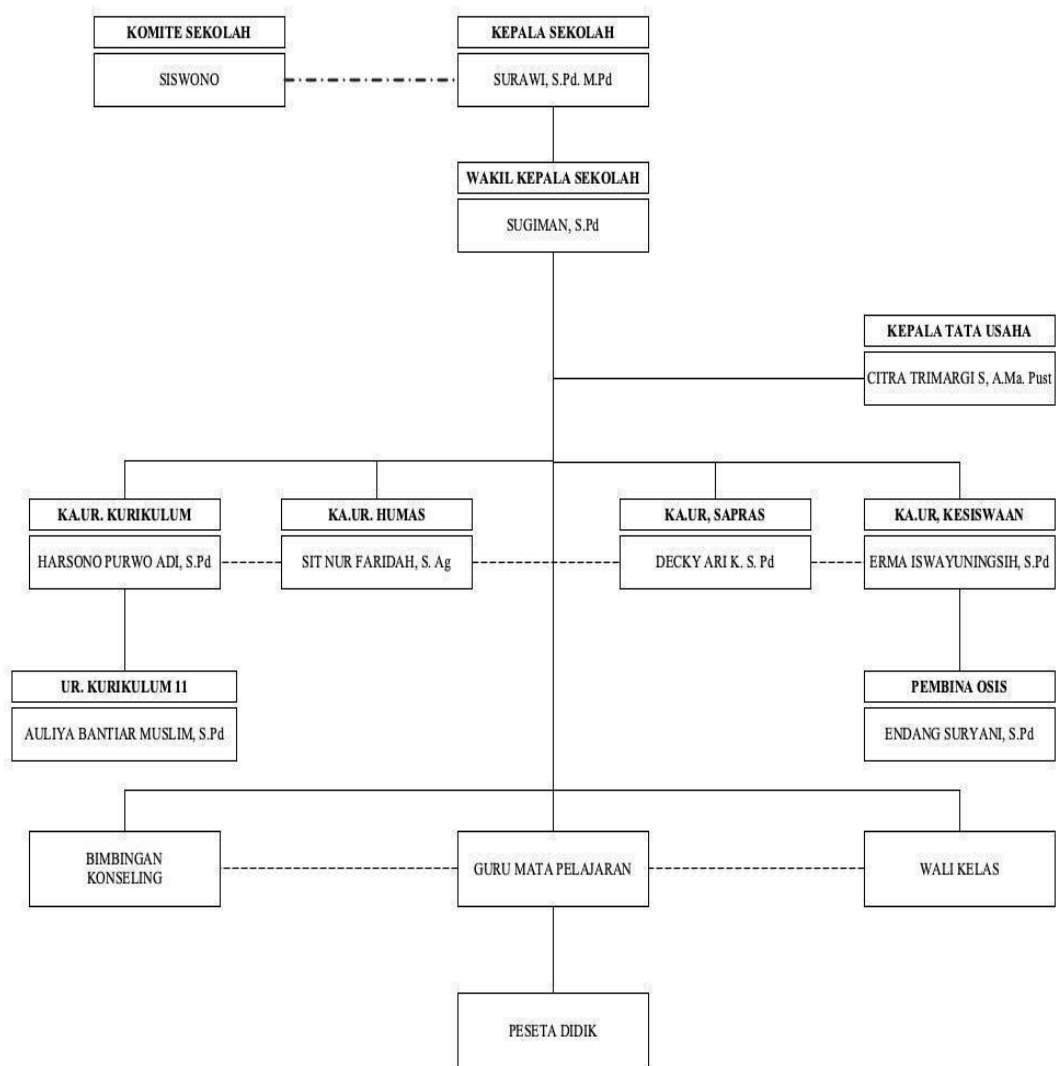 KOMITE SEKOLAH
SISWONO
KEPALA SEKOLAH
SURAWI, S.Pd. M.Pd
WAKIL KEPALA SEKOLAH
SUGIMAN, S.Pd
KEPALA TATA USAHA
CITRA TRIMARGI S, A.Ma. Pust
KA.UR. KURIKULUM
HARSONO PURWO ADI, S.Pd
KA.UR. HUMAS
SIT NUR FARIDAH, S. Ag
KA.UR, SAPRAS
DECKY ARI K. S. Pd
KA.UR, KESISWAAN
ERMA ISWAYUNINGSIH, S.Pd
UR. KURIKULUM 11
AULIYA BANTIAR MUSLIM, S.Pd
PEMBINA OSIS
ENDANG SURYANI, S.Pd
BIMBINGAN
KONSELING
GURU MATA PELAJARAN
WALI KELAS
PESETA DIDIK